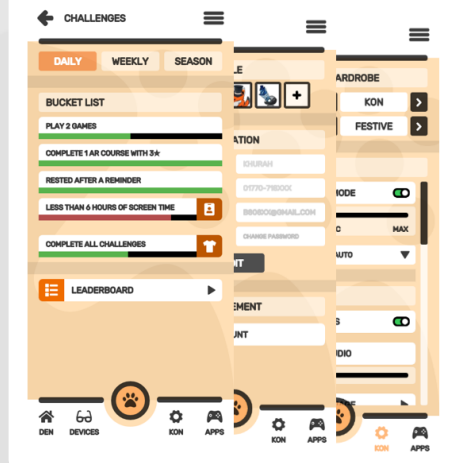 CHALLENGES
DAILY WEEKLY SEASON
BUCKET LIST
PLAY 2 GAMES
COMPLETE 1 AR COURSE WITH 3★
RESTED AFTER A REMINDER
LESS THAN 6 HOURS OF SCREEN TIME
COMPLETE ALL CHALLENGES
LEADERBOARD
DEN DEVICES KON APPS
LE
ATION
KHURAH
CHANGE PASSWORD
IT
EMENT
UNT
KON APPS
ARDROBE
KON
FESTIVE
MODE
C MAX
AUTO
S
UDIO
KON APPS